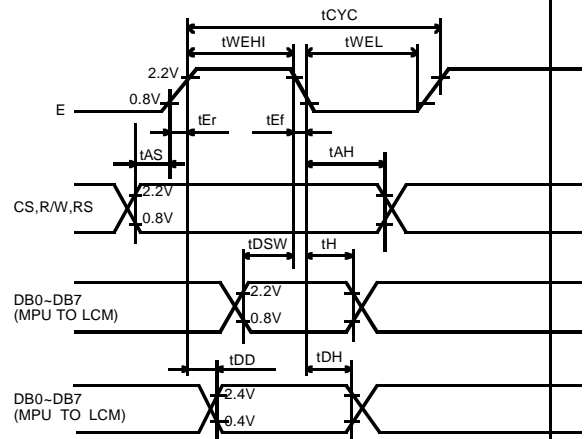 tCYC
tWEHI tWEL
2.2V
0.8V
E
tEr tEf
tAS tAH
CS,R/W,RS
2.2V
0.8V
tDSW tH
DB0~DB7
(MPU TO LCM)
2.2V
0.8V
tDD tDH
DB0~DB7
(MPU TO LCM)
2.4V
0.4V